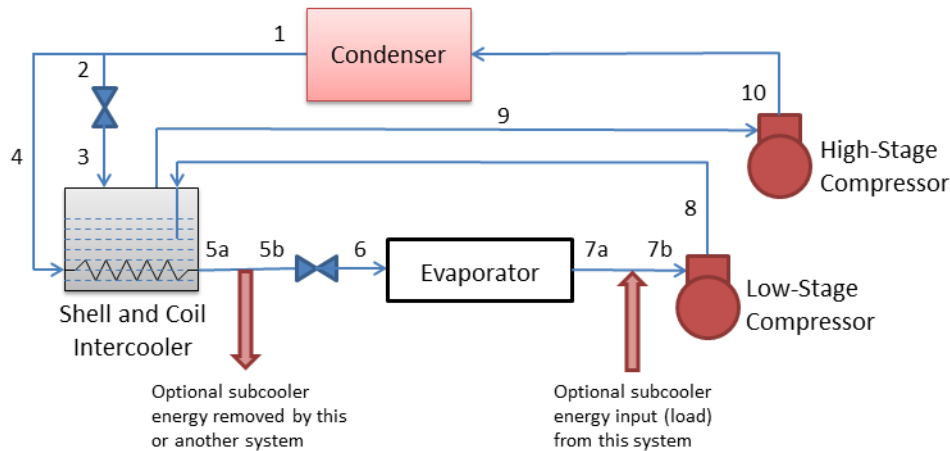 1
Condenser
2
10
9
4
3
High-Stage
Compressor
8
5a
5b
6
Evaporator
7a
7b
Shell and Coil
Intercooler
Low-Stage
Compressor
Optional subcooler
energy removed by this
or another system
Optional subcooler
energy input (load)
from this system